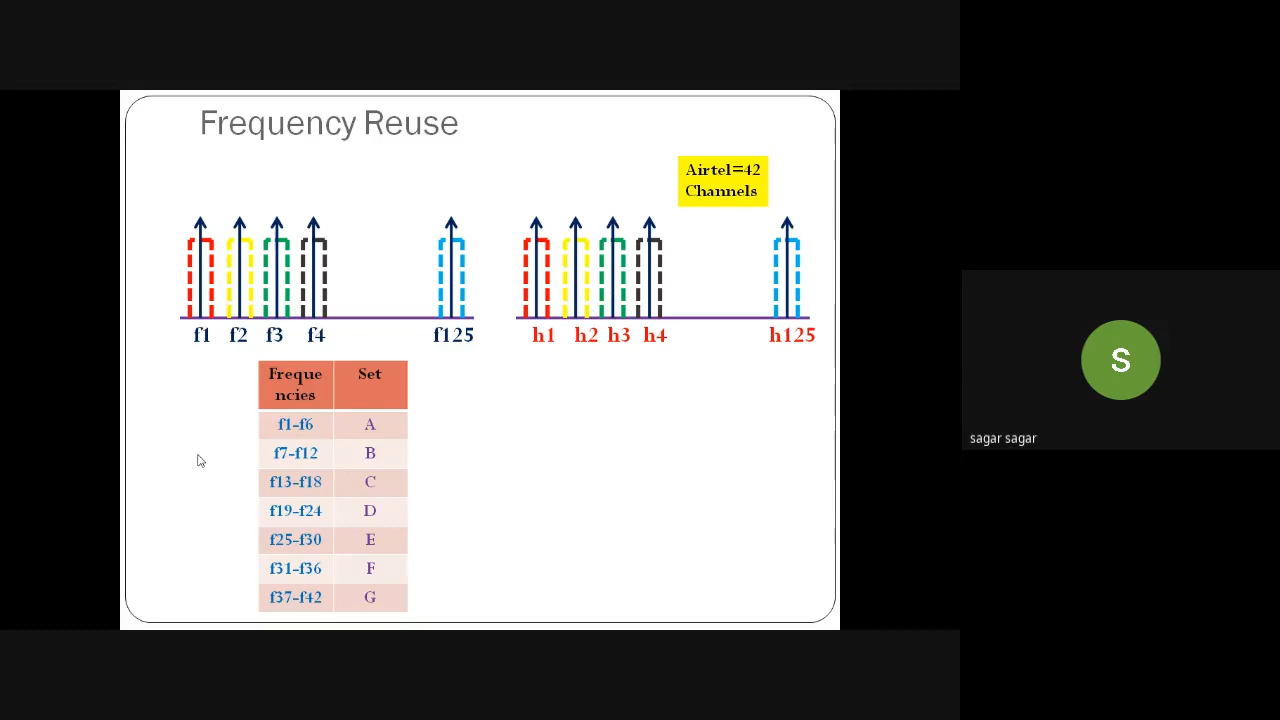 Frequency Reuse
Airtel=42
Channels
f1 f2 f3 f4 f125 h1 h2 h3 h4 h125
Freque
ncies Set
f1-f6 A
f7-f12 B
f13-f18 C
f19-f24 D
f25-f30 E
f31-f36 F
f37-f42 G
S
sagar sagar